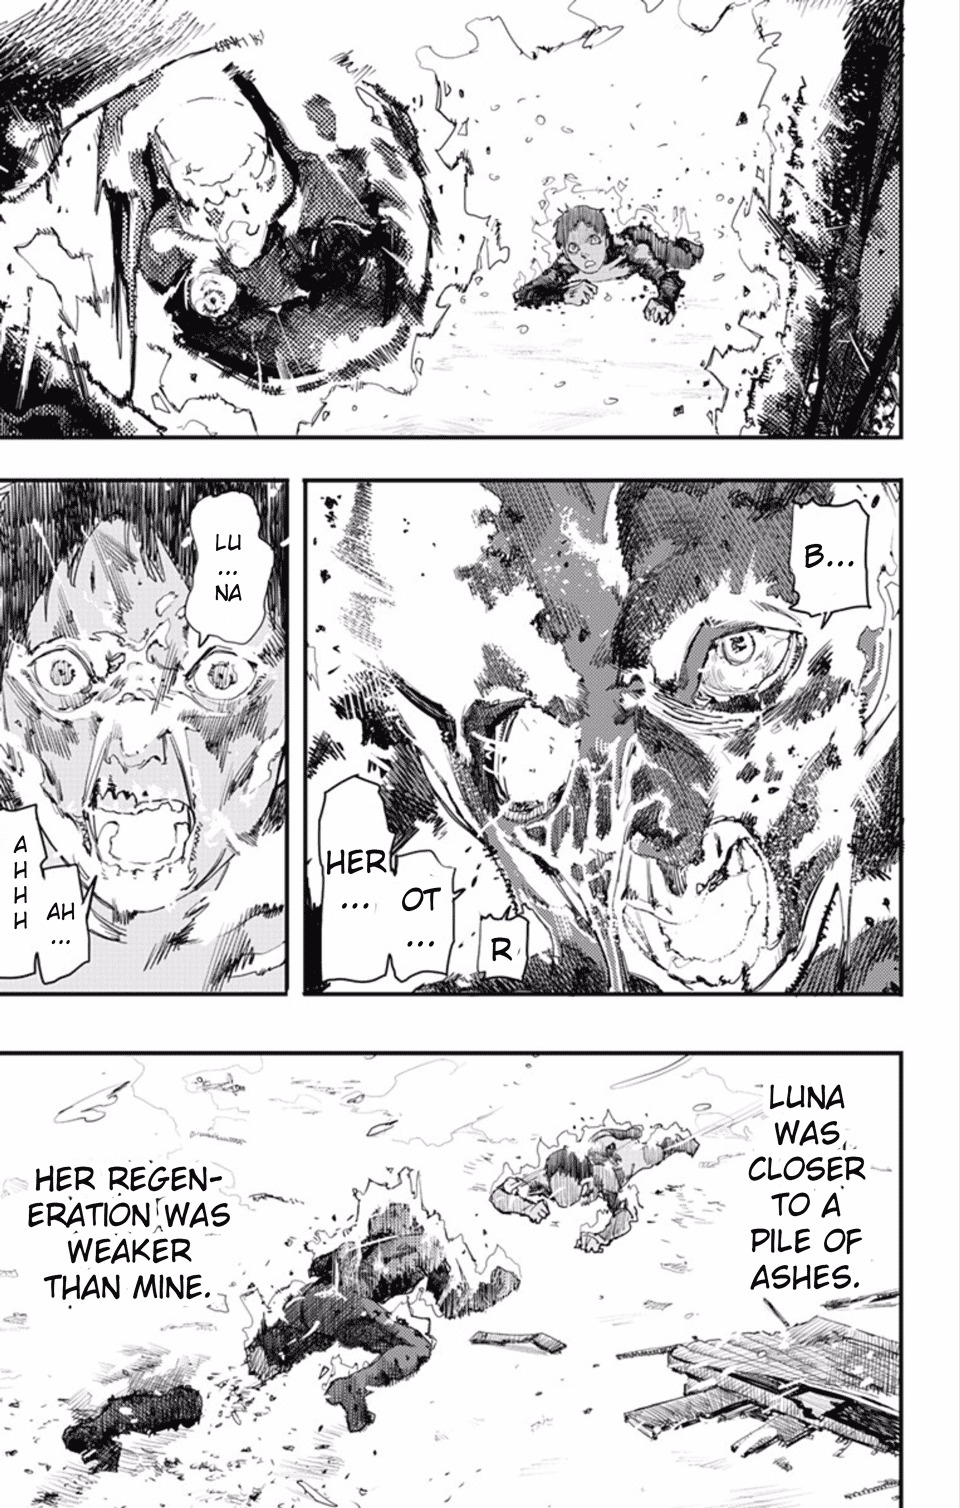 B...
HER
...
OT
...
R
LU
...
NA
AH
...
A
H
H
H
LUNA
WAS
CLOSER
TO A
PILE OF
ASHES.
HER REGEN-
ERATION WAS
WEAKER
THAN MINE.